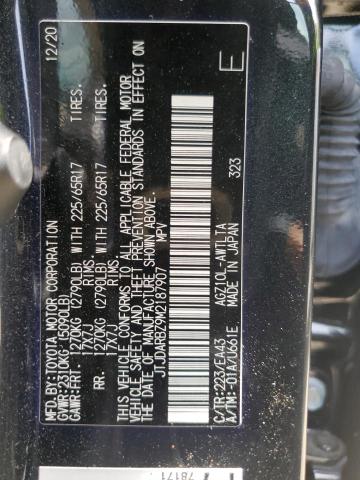 MFD.BY:TOYOTA MOTOR CORPORATION 12/20
GVWR:2310KG (5090LB)
GAWR:FRT. 1270KG (2790LB) WITH 225/65R17 TIRES.
17X7J RIMS.
RR. 1270KG (2790LB) WITH 225/65R17 TIRES.
17X7J RIMS.
THIS VEHICLE CONFORMS TO ALL APPLICABLE FEDERAL MOTOR
VEHICLE SAFETY AND THEFT PREVENTION STANDARDS IN EFFECT ON
THE DATE OF MANUFACTURE SHOWN ABOVE.
JTJDARBZ9M2187907 MPV
E
C/TR:223/EA43 AGZ10L-AWTLTA 323
A/TM:-01A/U661E MADE IN JAPAN
78171